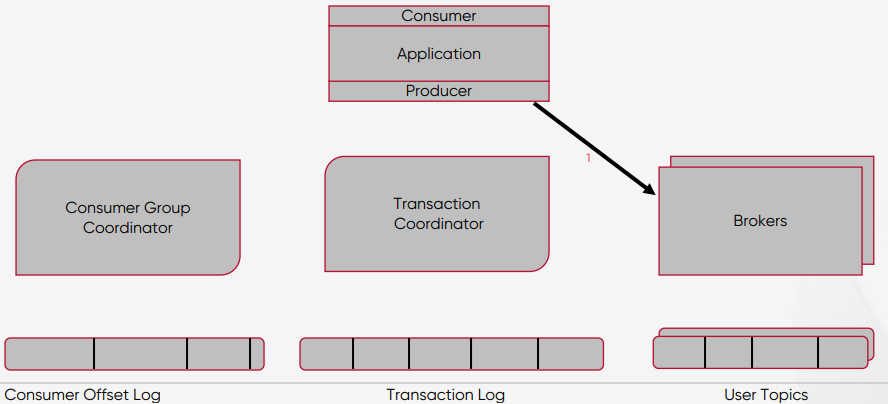 Consumer
Application
Producer
1
Consumer Group
Coordinator
Transaction
Coordinator
Brokers
Consumer Offset Log
Transaction Log
User Topics